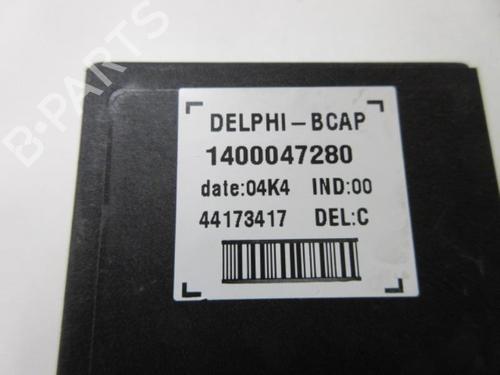 DELPHI-BCAP
1400047280
date:04K4 IND:00
44173417 DEL:C
B-PARTS